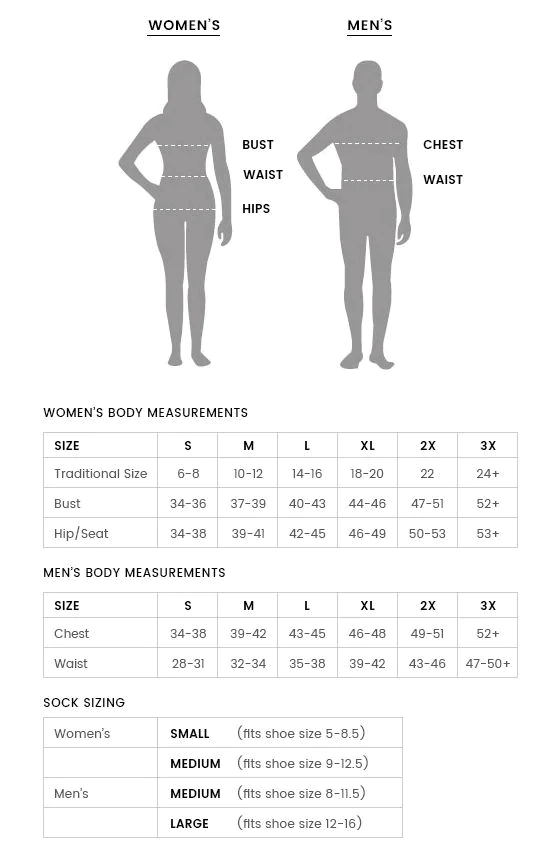 WOMEN'S MEN'S
BUST CHEST
WAIST WAIST
HIPS
WOMEN'S BODY MEASUREMENTS
SIZE S M L XL 2X 3X
Traditional Size 6-8 10-12 14-16 18-20 22 24+
Bust 34-36 37-39 40-43 44-46 47-51 52+
Hip/Seat 34-38 39-41 42-45 46-49 50-53 53+
MEN'S BODY MEASUREMENTS
SIZE S M L XL 2X 3X
Chest 34-38 39-42 43-45 46-48 49-51 52+
Waist 28-31 32-34 35-38 39-42 43-46 47-50+
SOCK SIZING
Women's SMALL (fits shoe size 5-8.5)
MEDIUM (fits shoe size 9-12.5)
Men's MEDIUM (fits shoe size 8-11.5)
LARGE (fits shoe size 12-16)